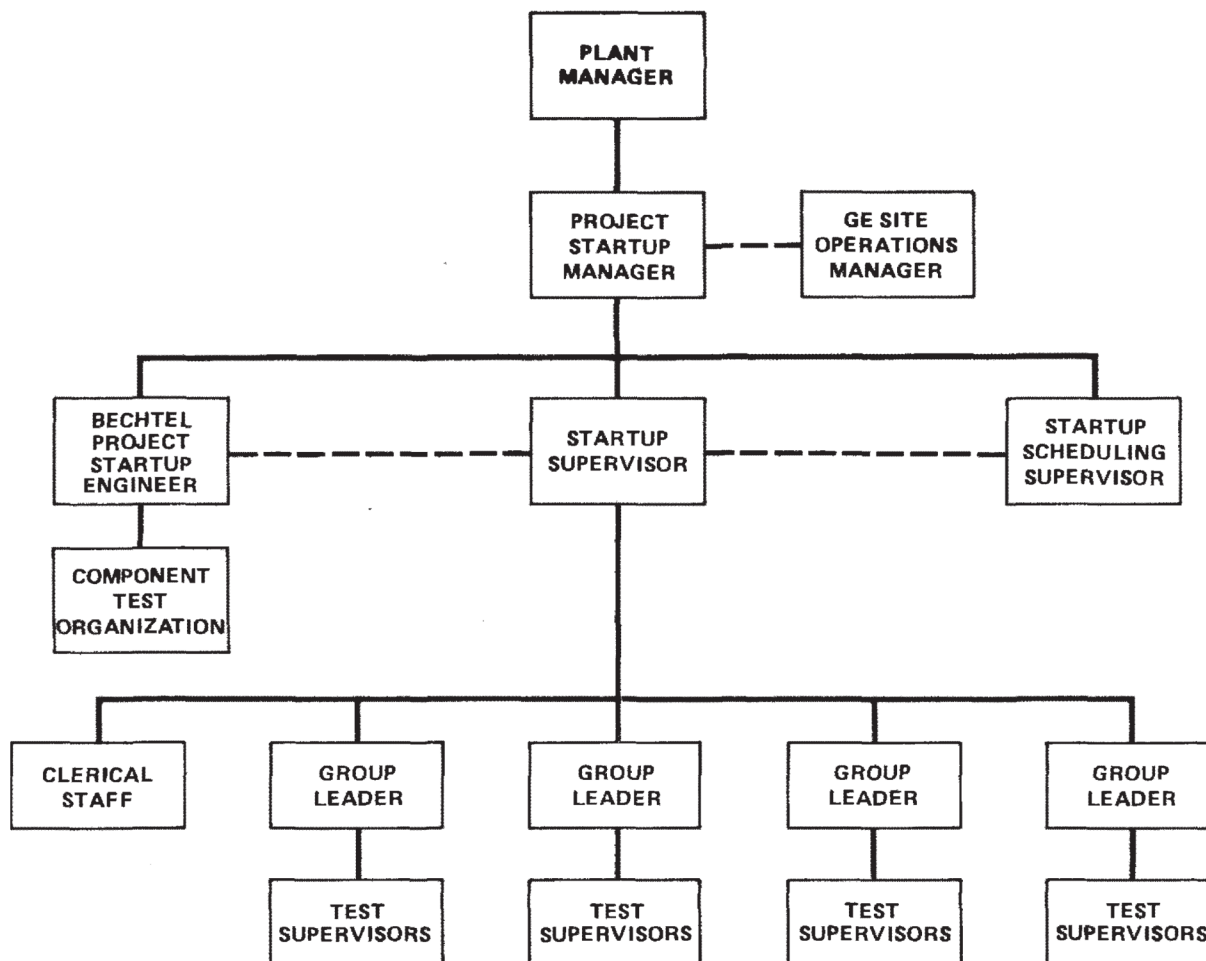 PLANT
MANAGER
PROJECT
STARTUP
MANAGER
GE SITE
OPERATIONS
MANAGER
BECHTEL
PROJECT
STARTUP
ENGINEER
STARTUP
SUPERVISOR
STARTUP
SCHEDULING
SUPERVISOR
COMPONENT
TEST
ORGANIZATION
CLERICAL
STAFF
GROUP
LEADER
GROUP
LEADER
GROUP
LEADER
GROUP
LEADER
TEST
SUPERVISORS
TEST
SUPERVISORS
TEST
SUPERVISORS
TEST
SUPERVISORS